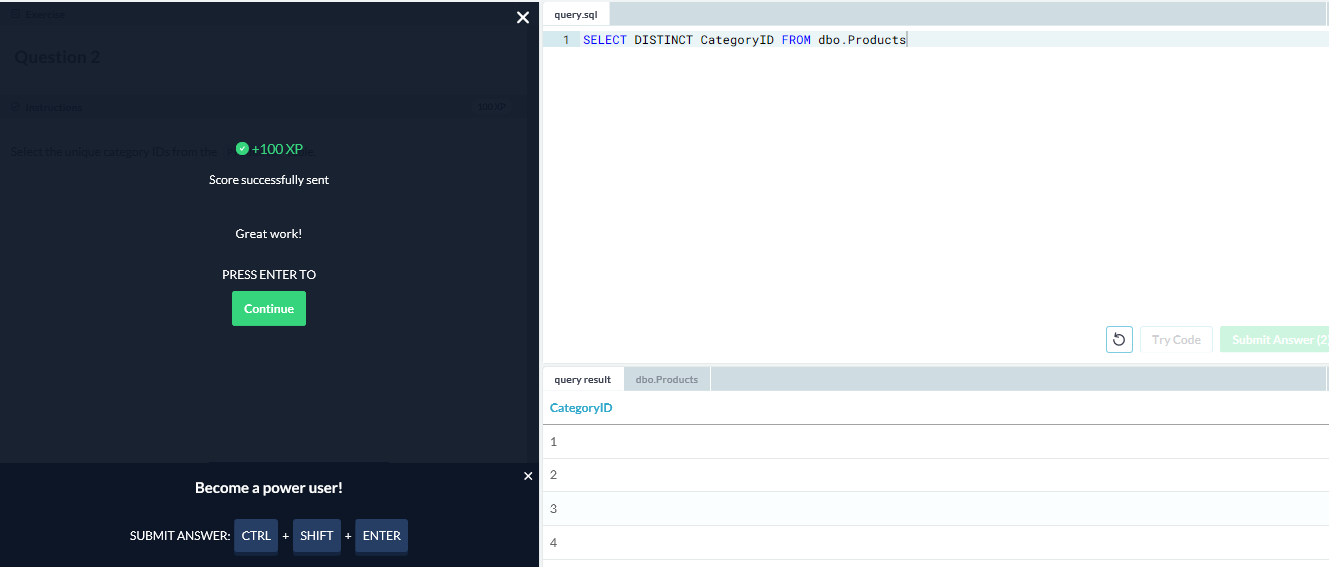 Exercise
Question 2
Instructions
100 XP
Select the unique category IDs from the
+100 XP
Score successfully sent
Great work!
PRESS ENTER TO
Continue
Become a power user!
SUBMIT ANSWER: CTRL + SHIFT + ENTER
query.sql
1 SELECT DISTINCT CategoryID FROM dbo.Products
Try Code
Submit Answer (2
query result
dbo.Products
CategoryID
1
2
3
4